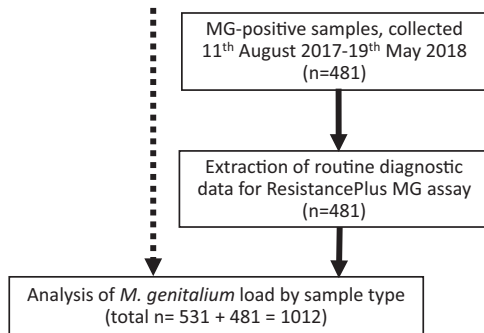 MG-positive samples, collected
11th August 2017-19th May 2018
(n=481)
Extraction of routine diagnostic
data for ResistancePlus MG assay
(n=481)
Analysis of M. genitalium load by sample type
(total n= 531 + 481 = 1012)